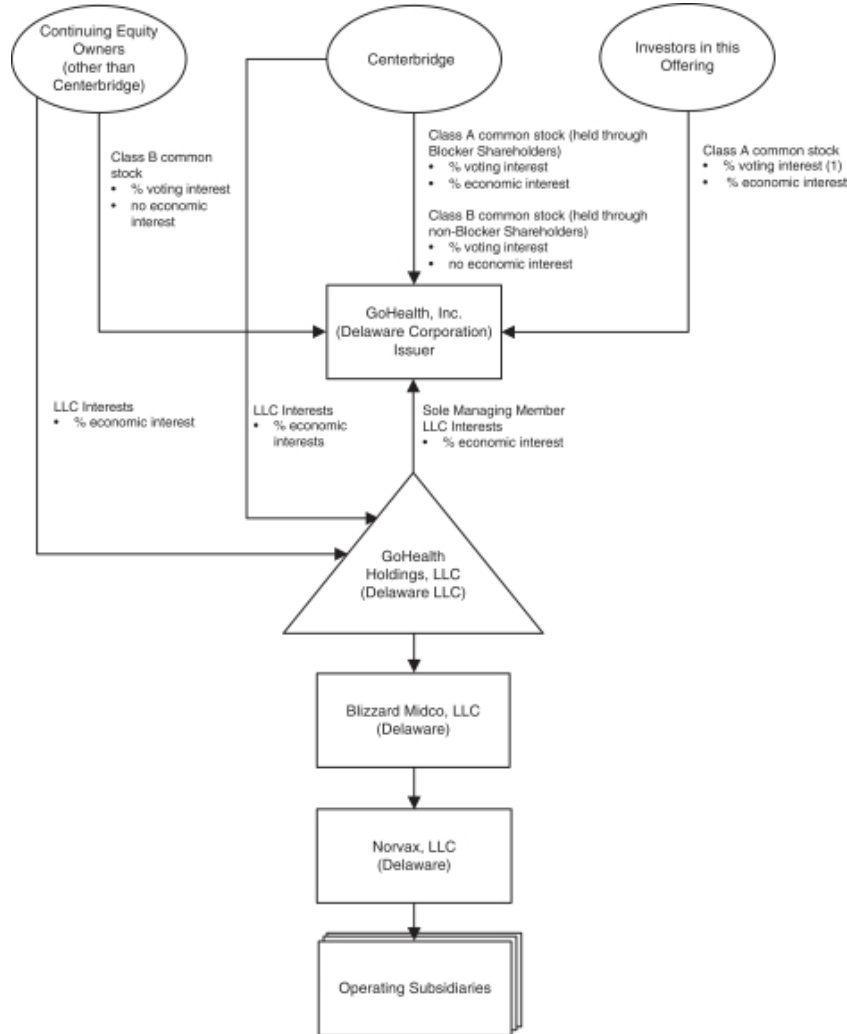 Continuing Equity
Owners
(other than
Centerbridge)
Centerbridge
Investors in this
Offering
Class B common
stock
• % voting interest
• no economic
interest
Class A common stock (held through
Blocker Shareholders)
• % voting interest
• % economic interest
Class B common stock (held through
non-Blocker Shareholders)
• % voting interest
• no economic interest
Class A common stock
• % voting interest (1)
• % economic interest
GoHealth, Inc.
(Delaware Corporation)
Issuer
LLC Interests
• % economic interest
LLC Interests
• % economic
interests
Sole Managing Member
LLC Interests
• % economic interest
GoHealth
Holdings, LLC
(Delaware LLC)
Blizzard Midco, LLC
(Delaware)
Norvax, LLC
(Delaware)
Operating Subsidiaries